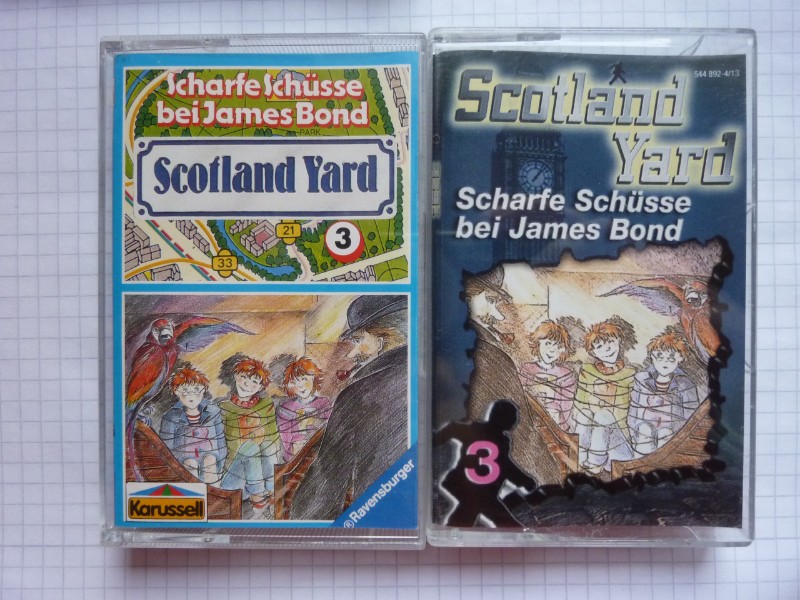 Scharfe Schüsse
bei James Bond
PARK
Scotland Yard
21
3
33
Karussell
®Ravensburger
544 892-4/13
Scotland
Yard
Scharfe Schüsse
bei James Bond
3